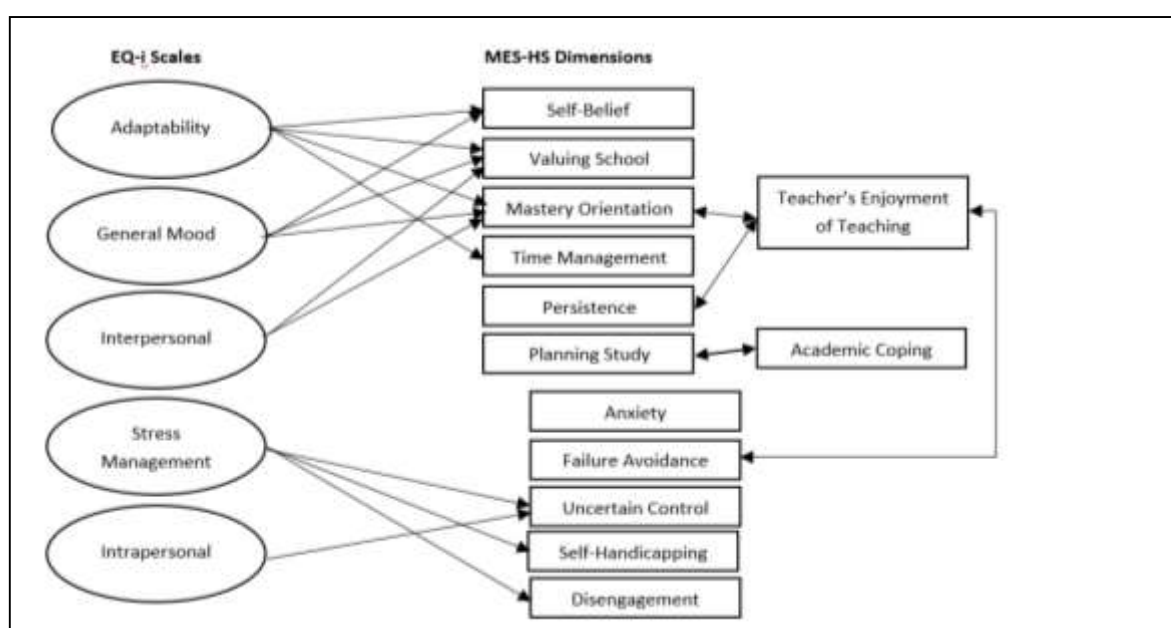 EQ-i Scales
MES-HS Dimensions
Adaptability
General Mood
Interpersonal
Stress
Management
Intrapersonal
Self-Belief
Valuing School
Mastery Orientation
Time Management
Persistence
Planning Study
Anxiety
Failure Avoidance
Uncertain Control
Self-Handicapping
Disengagement
Teacher's Enjoyment
of Teaching
Academic Coping